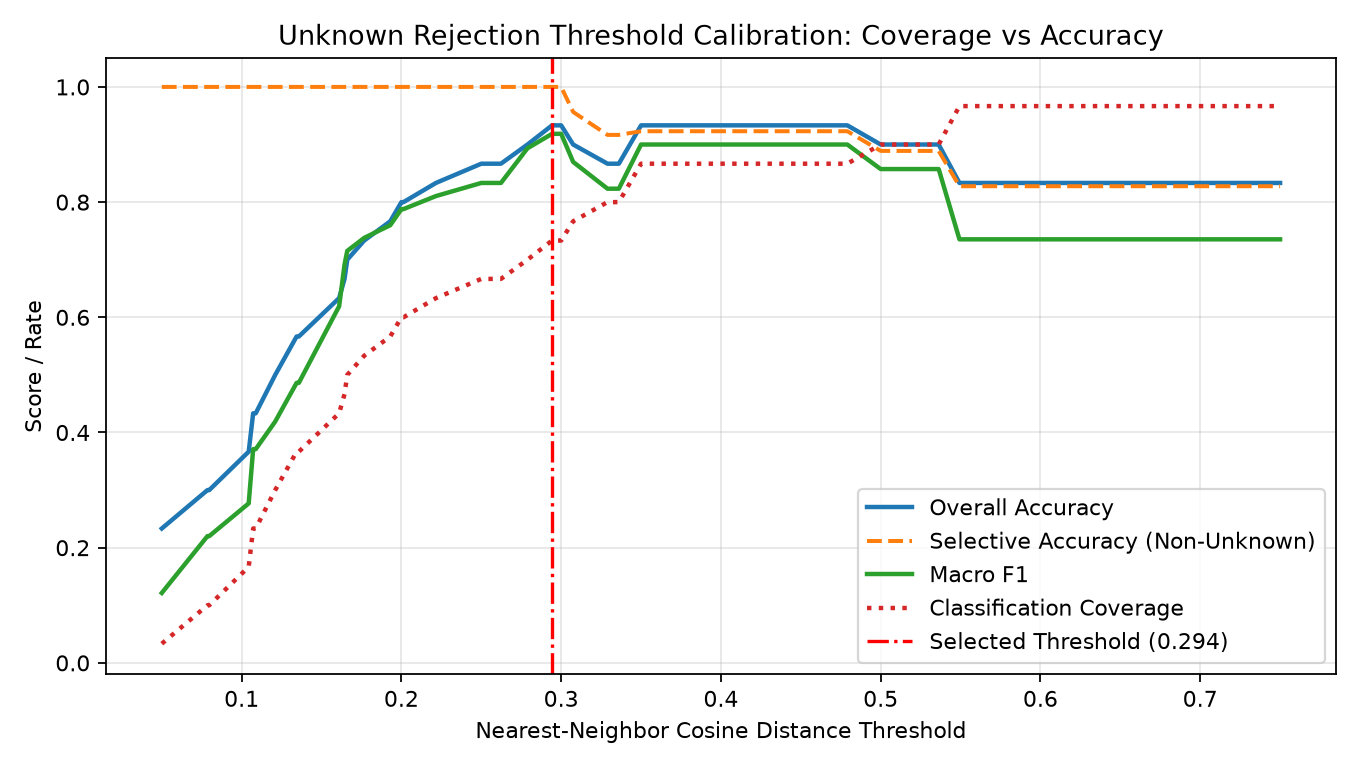 Unknown Rejection Threshold Calibration: Coverage vs Accuracy
Score / Rate
1.0
0.8
0.6
0.4
0.2
0.0
0.1 0.2 0.3 0.4 0.5 0.6 0.7
Nearest-Neighbor Cosine Distance Threshold
Overall Accuracy
Selective Accuracy (Non-Unknown)
Macro F1
Classification Coverage
Selected Threshold (0.294)